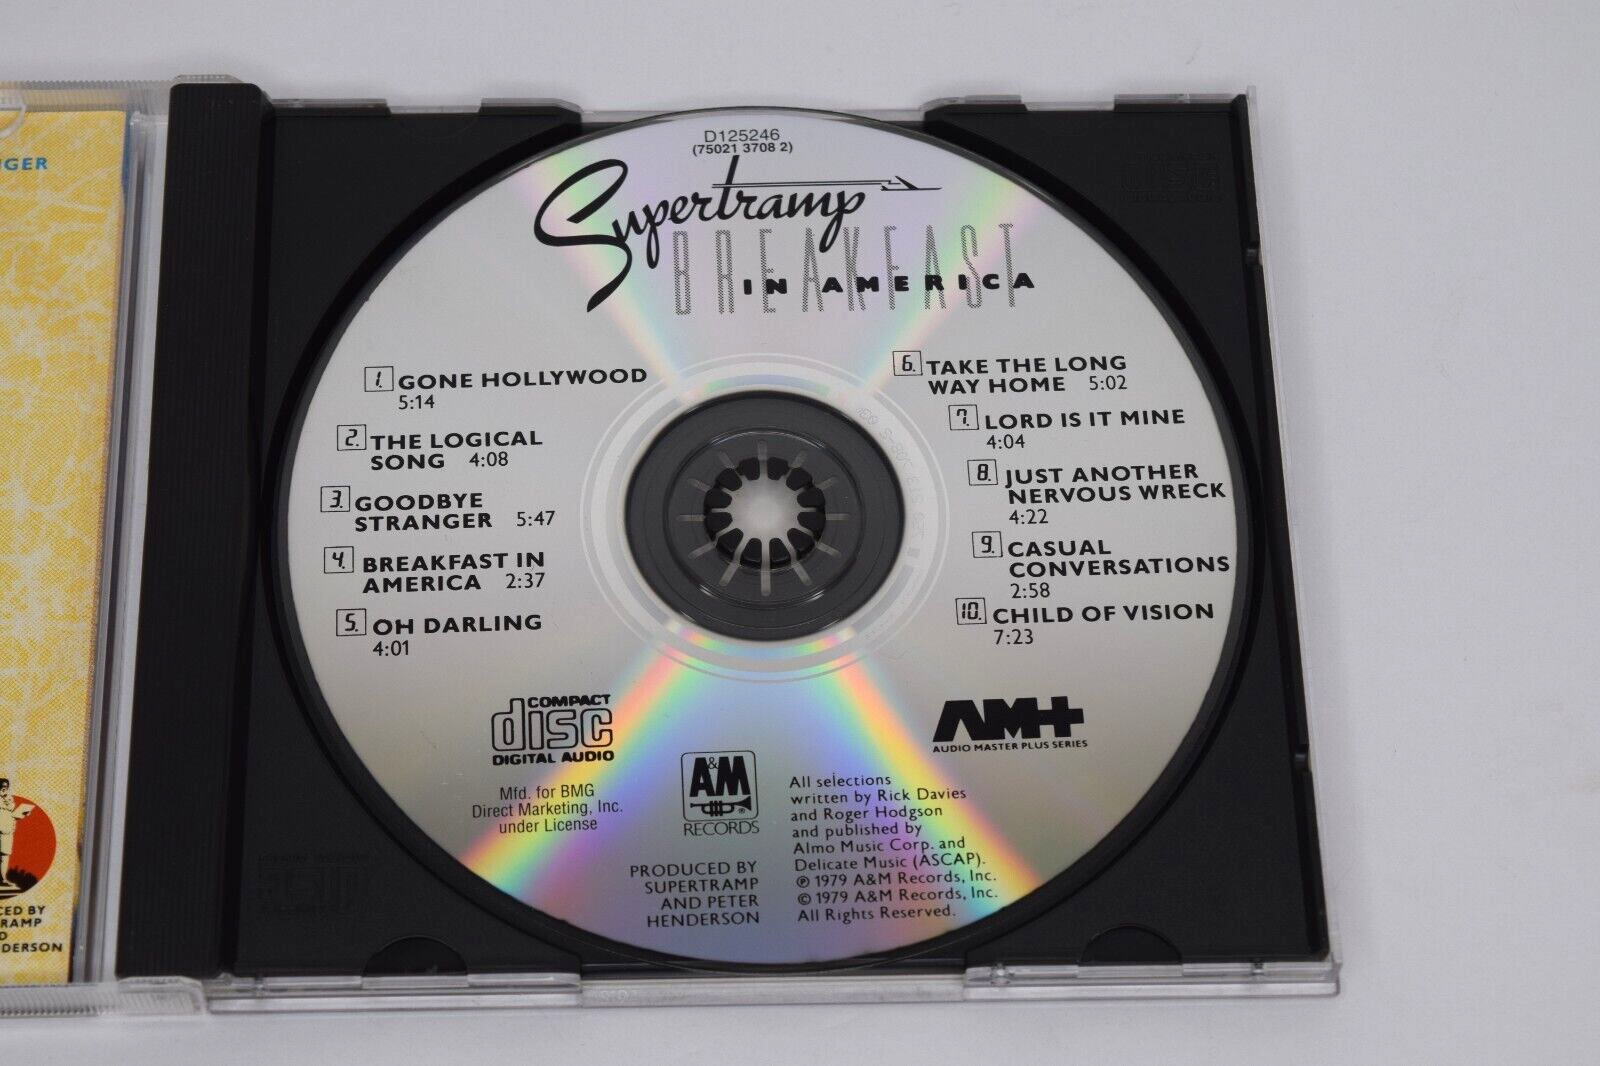 NGER
CED BY
RAMP
D
DERSON
D125246
(75021 3708 2)
Supertramp
BREAKFAST
IN AMERICA
1. GONE HOLLYWOOD
5:14
2. THE LOGICAL
SONG 4:08
3. GOODBYE
STRANGER 5:47
4. BREAKFAST IN
AMERICA 2:37
5. OH DARLING
4:01
6. TAKE THE LONG
WAY HOME 5:02
7. LORD IS IT MINE
4:04
8. JUST ANOTHER
NERVOUS WRECK
4:22
9. CASUAL
CONVERSATIONS
2:58
10. CHILD OF VISION
7:23
COMPACT
disc
DIGITAL AUDIO
Mfd. for BMG
Direct Marketing, Inc.
under License
A&M
®
RECORDS
PRODUCED BY
SUPERTRAMP
AND PETER
HENDERSON
AM+
AUDIO MASTER PLUS SERIES
All selections
written by Rick Davies
and Roger Hodgson
and published by
Almo Music Corp. and
Delicate Music (ASCAP).
℗ 1979 A&M Records, Inc.
© 1979 A&M Records, Inc.
All Rights Reserved.